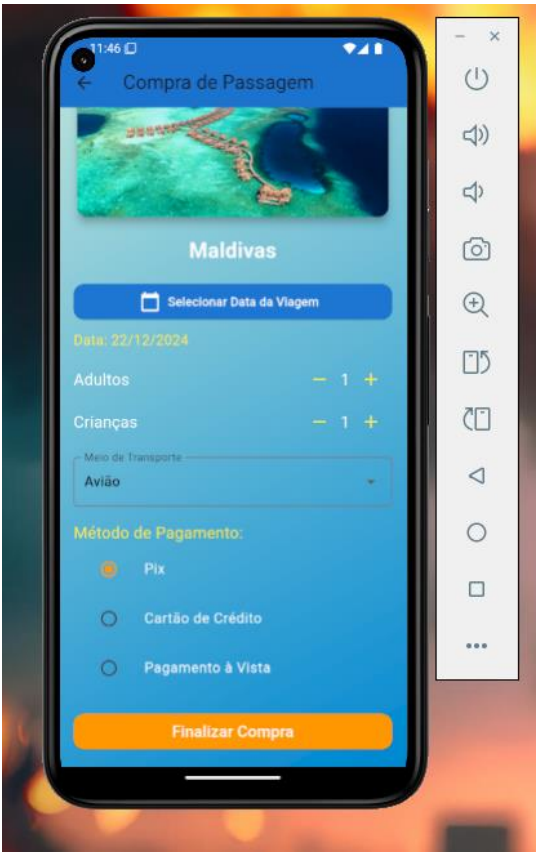 11:46
Compra de Passagem
Maldivas
Selecionar Data da Viagem
Data: 22/12/2024
Adultos − 1 +
Crianças − 1 +
Meio de Transporte
Avião
Método de Pagamento:
Pix
Cartão de Crédito
Pagamento à Vista
Finalizar Compra